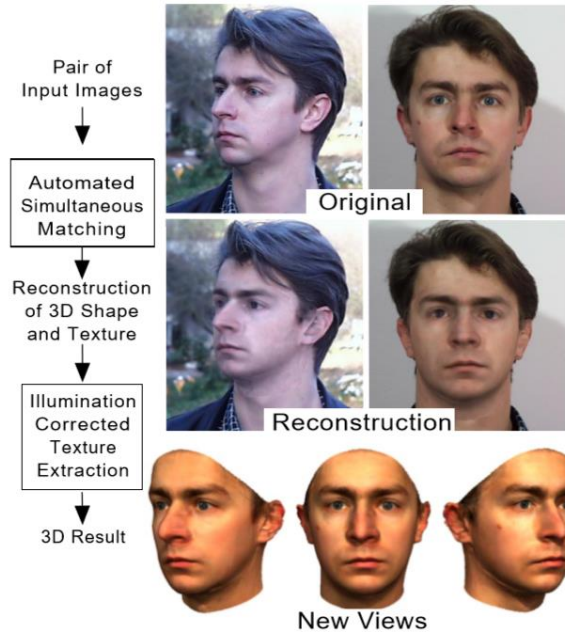 Pair of
Input Images
Automated
Simultaneous
Matching
Original
Reconstruction
of 3D Shape
and Texture
Reconstruction
Illumination
Corrected
Texture
Extraction
3D Result
New Views